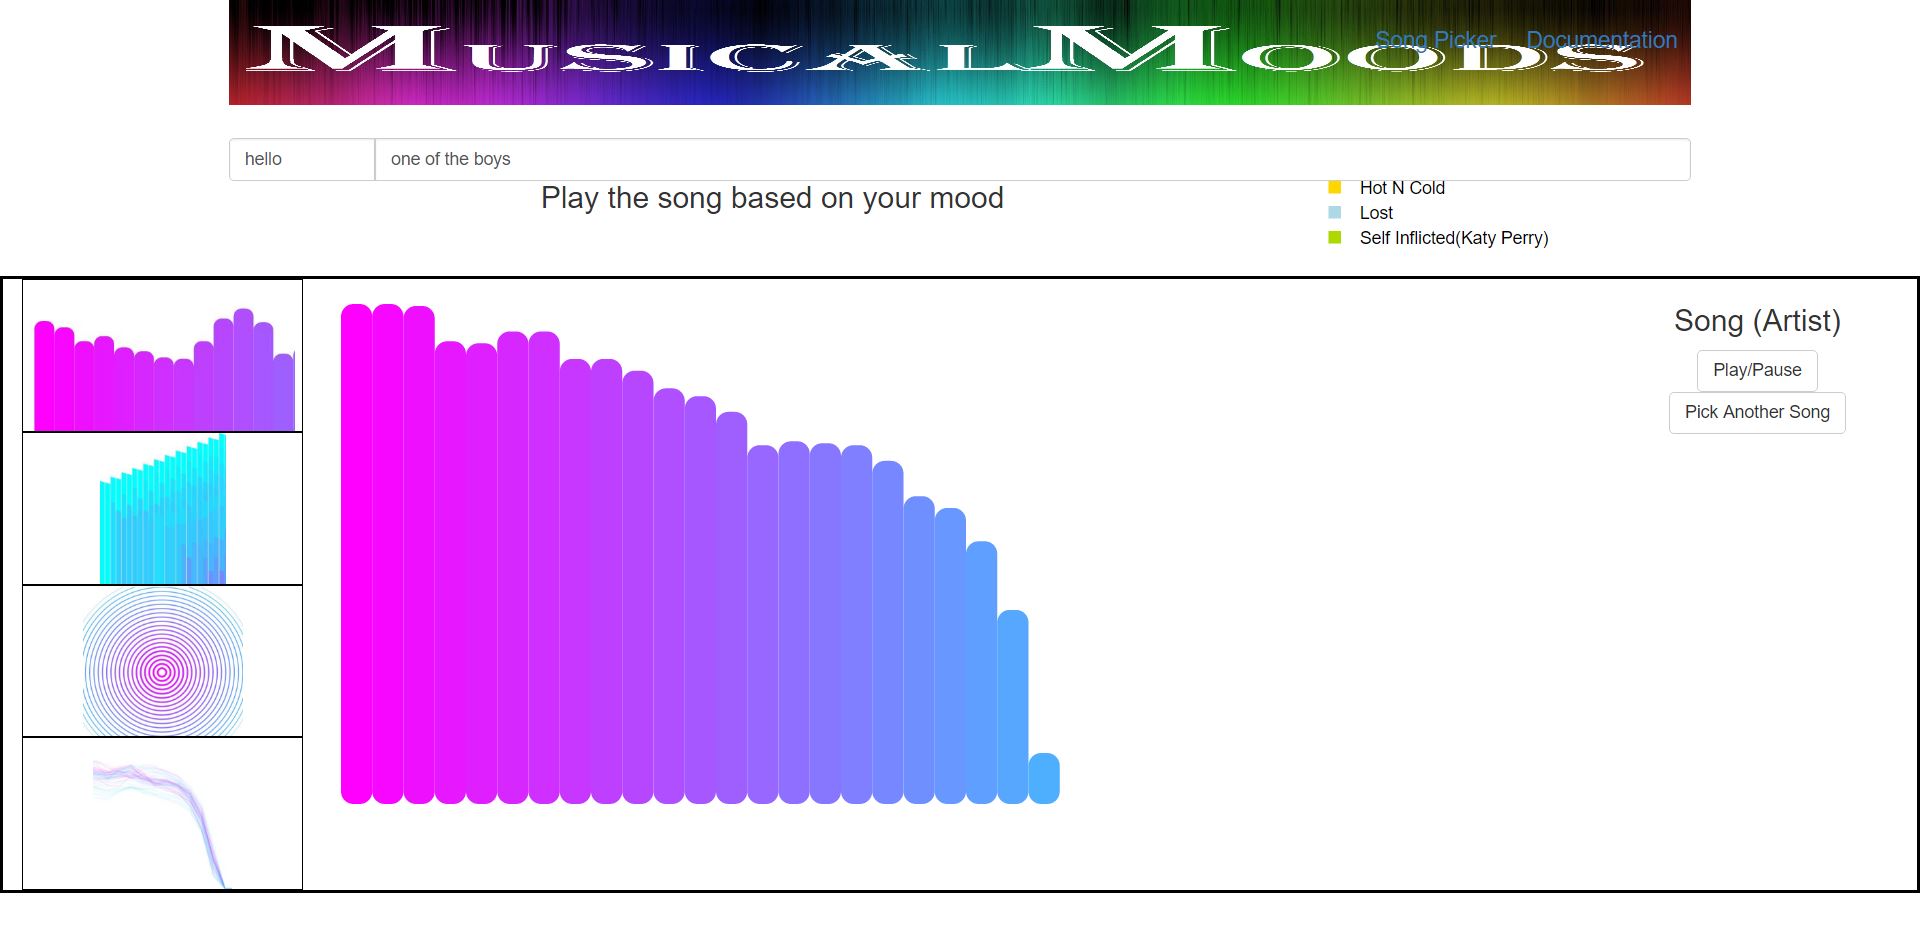 MUSICALMOODS
Song Picker Documentation
hello one of the boys
Play the song based on your mood
Hot N Cold
Lost
Self Inflicted(Katy Perry)
Song (Artist)
Play/Pause
Pick Another Song